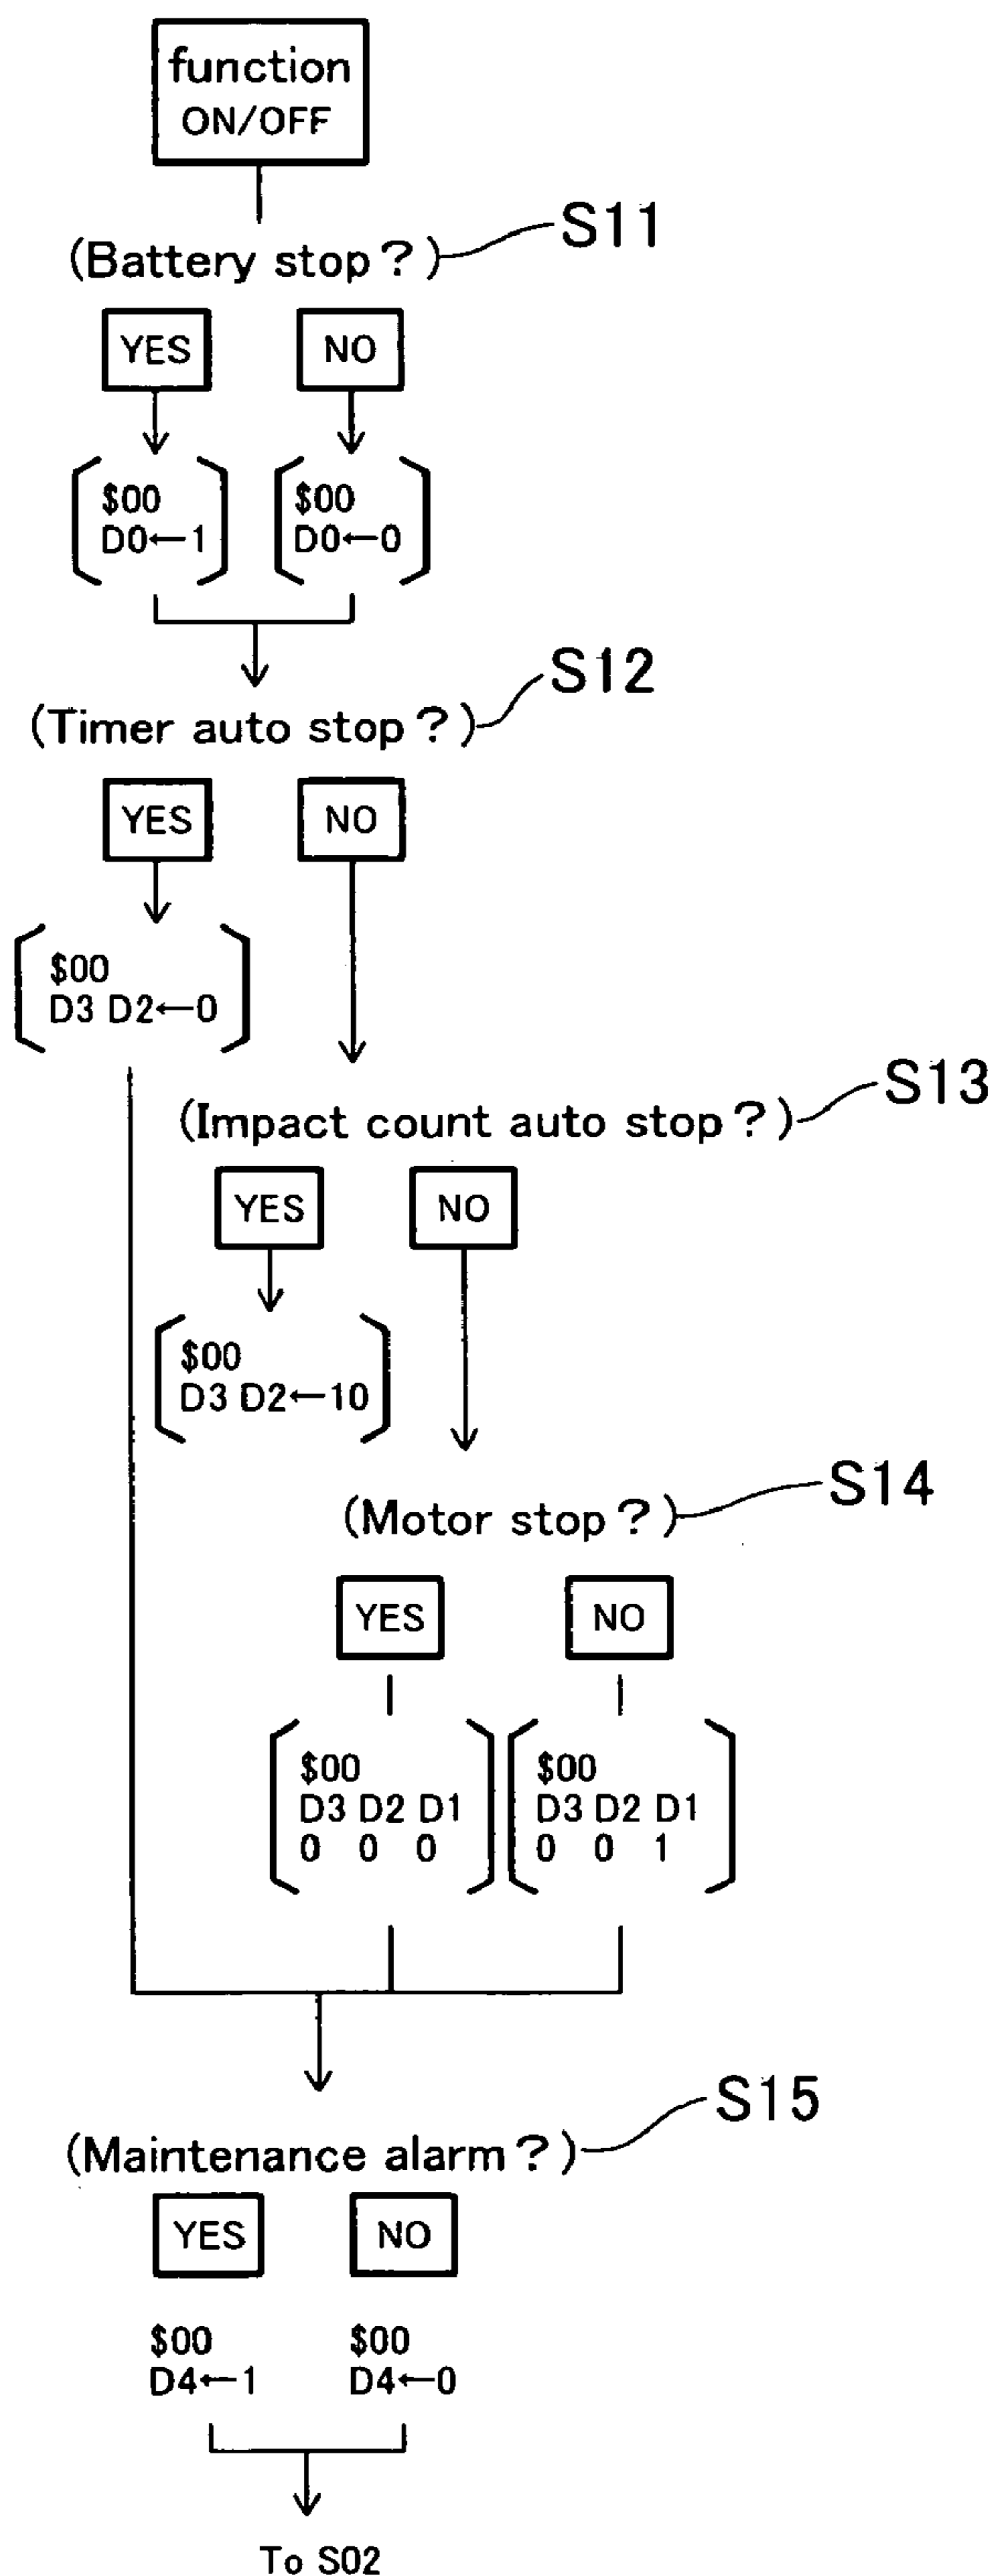 function
ON/OFF
S11
(Battery stop?)
YES NO
$00 $00
D0←1 D0←0
S12
(Timer auto stop?)
YES NO
$00
D3 D2←0
S13
(Impact count auto stop?)
YES NO
$00
D3 D2←10
S14
(Motor stop?)
YES NO
$00 $00
D3 D2 D1 D3 D2 D1
0 0 0 0 0 1
S15
(Maintenance alarm?)
YES NO
$00 $00
D4←1 D4←0
To S02